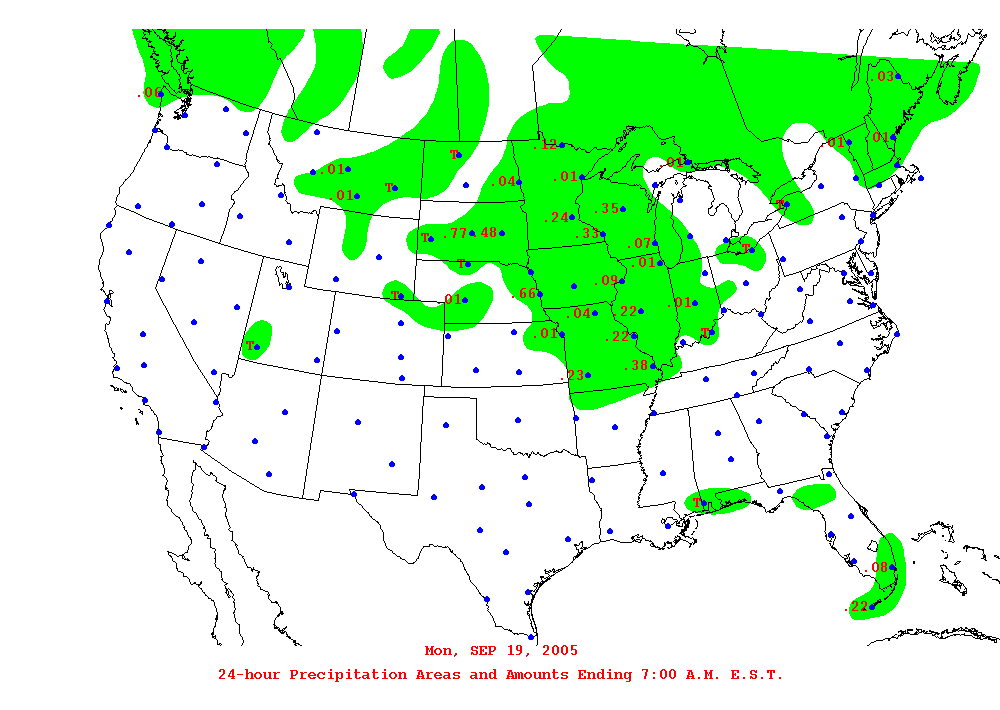 .03
.06
.01
.01
.12
T
.01
.01
.04
.01
T
.01
T
.35
.24
.77 .48
.33
T
.07
T
T
.01
.09
.66
T
.01
.01
.04
.22
.01
.22
T
T
.38
.23
T
.08
.22
Mon, SEP 19, 2005
24-hour Precipitation Areas and Amounts Ending 7:00 A.M. E.S.T.